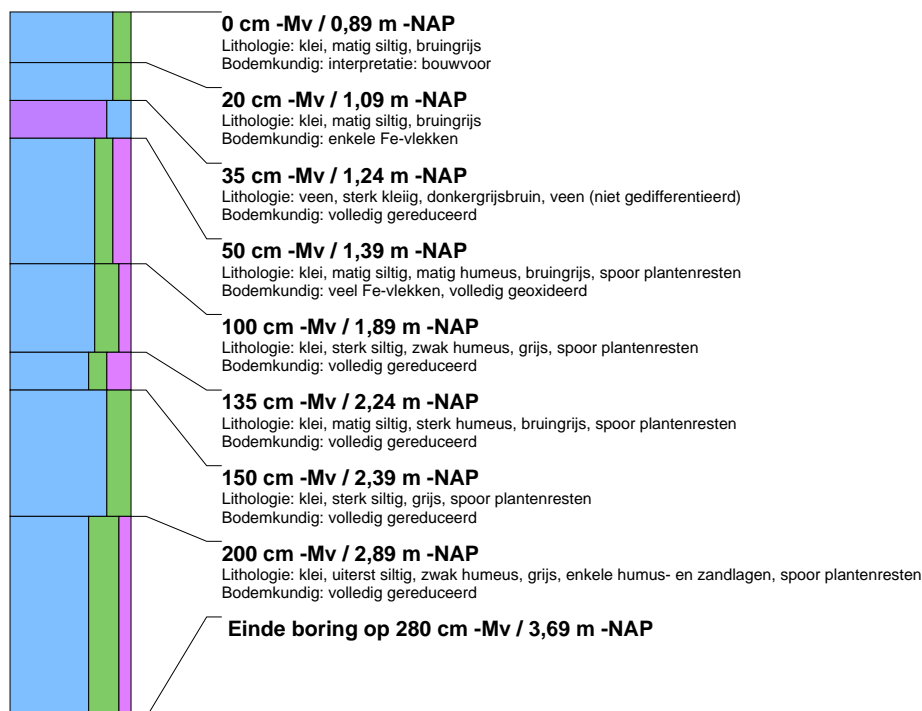 0 cm -Mv / 0,89 m -NAP
Lithologie: klei, matig siltig, bruingrijs
Bodemkundig: interpretatie: bouwvoor
20 cm -Mv / 1,09 m -NAP
Lithologie: klei, matig siltig, bruingrijs
Bodemkundig: enkele Fe-vlekken
35 cm -Mv / 1,24 m -NAP
Lithologie: veen, sterk kleiig, donkergrijsbruin, veen (niet gedifferentieerd)
Bodemkundig: volledig gereduceerd
50 cm -Mv / 1,39 m -NAP
Lithologie: klei, matig siltig, matig humeus, bruingrijs, spoor plantenresten
Bodemkundig: veel Fe-vlekken, volledig geoxideerd
100 cm -Mv / 1,89 m -NAP
Lithologie: klei, sterk siltig, zwak humeus, grijs, spoor plantenresten
Bodemkundig: volledig gereduceerd
135 cm -Mv / 2,24 m -NAP
Lithologie: klei, matig siltig, sterk humeus, bruingrijs, spoor plantenresten
Bodemkundig: volledig gereduceerd
150 cm -Mv / 2,39 m -NAP
Lithologie: klei, sterk siltig, grijs, spoor plantenresten
Bodemkundig: volledig gereduceerd
200 cm -Mv / 2,89 m -NAP
Lithologie: klei, uiterst siltig, zwak humeus, grijs, enkele humus- en zandlagen, spoor plantenresten
Bodemkundig: volledig gereduceerd
Einde boring op 280 cm -Mv / 3,69 m -NAP